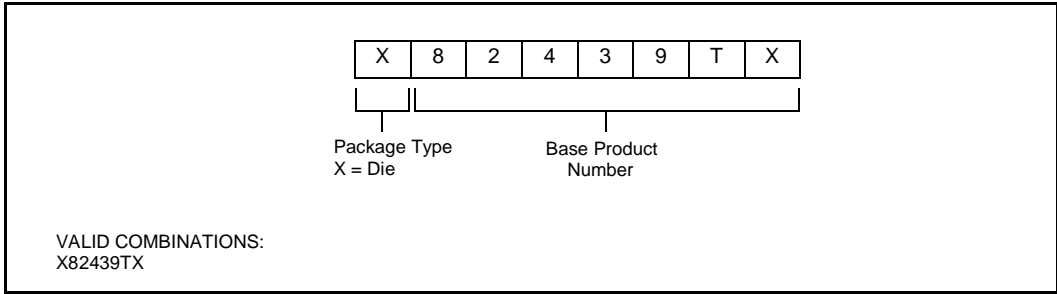 X 8 2 4 3 9 T X
Package Type
X = Die
Base Product
Number
VALID COMBINATIONS:
X82439TX